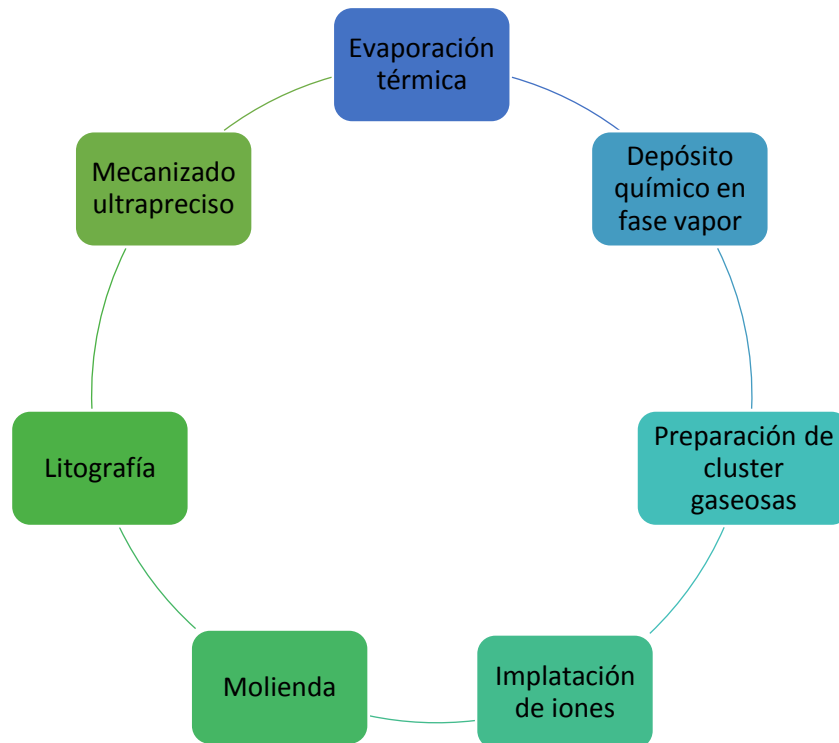 Evaporación
térmica
Depósito
químico en
fase vapor
Preparación de
cluster
gaseosas
Implatación
de iones
Molienda
Litografía
Mecanizado
ultrapreciso